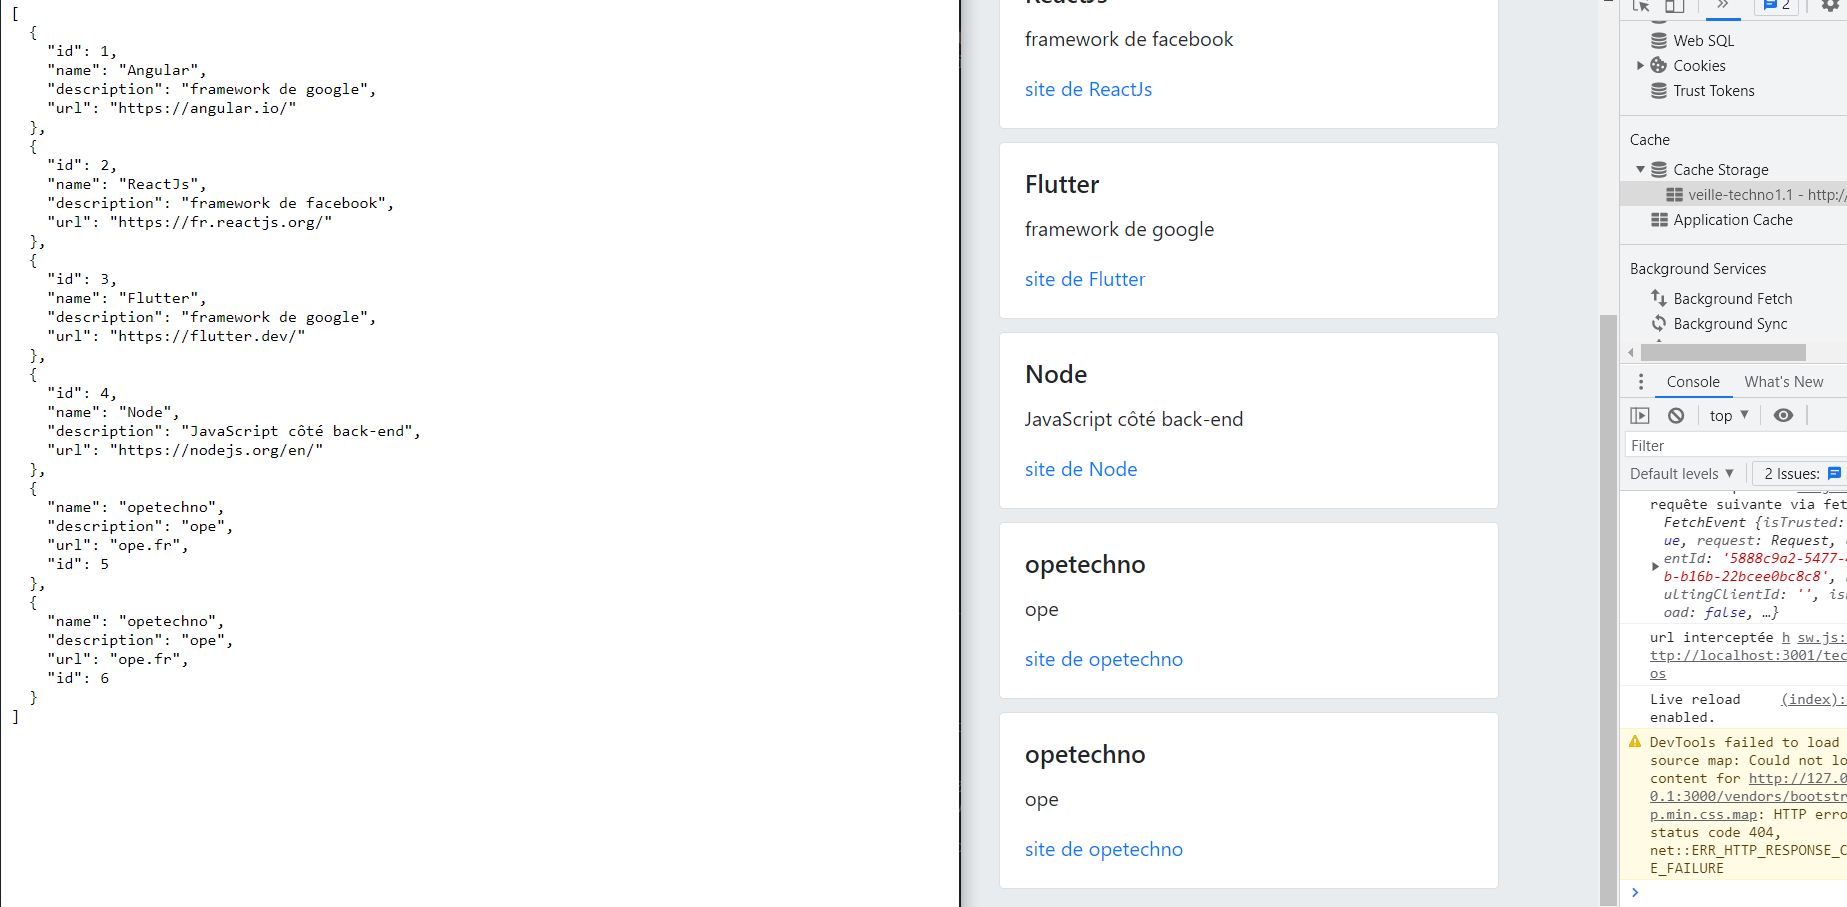 [
{
"id": 1,
"name": "Angular",
"description": "framework de google",
"url": "https://angular.io/"
},
{
"id": 2,
"name": "ReactJs",
"description": "framework de facebook",
"url": "https://fr.reactjs.org/"
},
{
"id": 3,
"name": "Flutter",
"description": "framework de google",
"url": "https://flutter.dev/"
},
{
"id": 4,
"name": "Node",
"description": "JavaScript côté back-end",
"url": "https://nodejs.org/en/"
},
{
"name": "opetechno",
"description": "ope",
"url": "ope.fr",
"id": 5
},
{
"name": "opetechno",
"description": "ope",
"url": "ope.fr",
"id": 6
}
]
ReactJs
framework de facebook
site de ReactJs
Flutter
framework de google
site de Flutter
Node
JavaScript côté back-end
site de Node
opetechno
ope
site de opetechno
opetechno
ope
site de opetechno
» 2
Web SQL
Cookies
Trust Tokens
Cache
Cache Storage
veille-techno1.1 - http:/
Application Cache
Background Services
Background Fetch
Background Sync
Console What's New
top
Filter
Default levels 2 Issues:
requête suivante via fet
FetchEvent {isTrusted:
ue, request: Request,
entId: '5888c9a2-5477-
b-b16b-22bcee0bc8c8',
ultingClientId: '', is
oad: false, …}
url interceptée h sw.js:
ttp://localhost:3001/tec
os
Live reload (index):
enabled.
DevTools failed to load
source map: Could not lo
content for http://127.0
0.1:3000/vendors/bootstr
p.min.css.map: HTTP erro
status code 404,
net::ERR_HTTP_RESPONSE_C
E_FAILURE